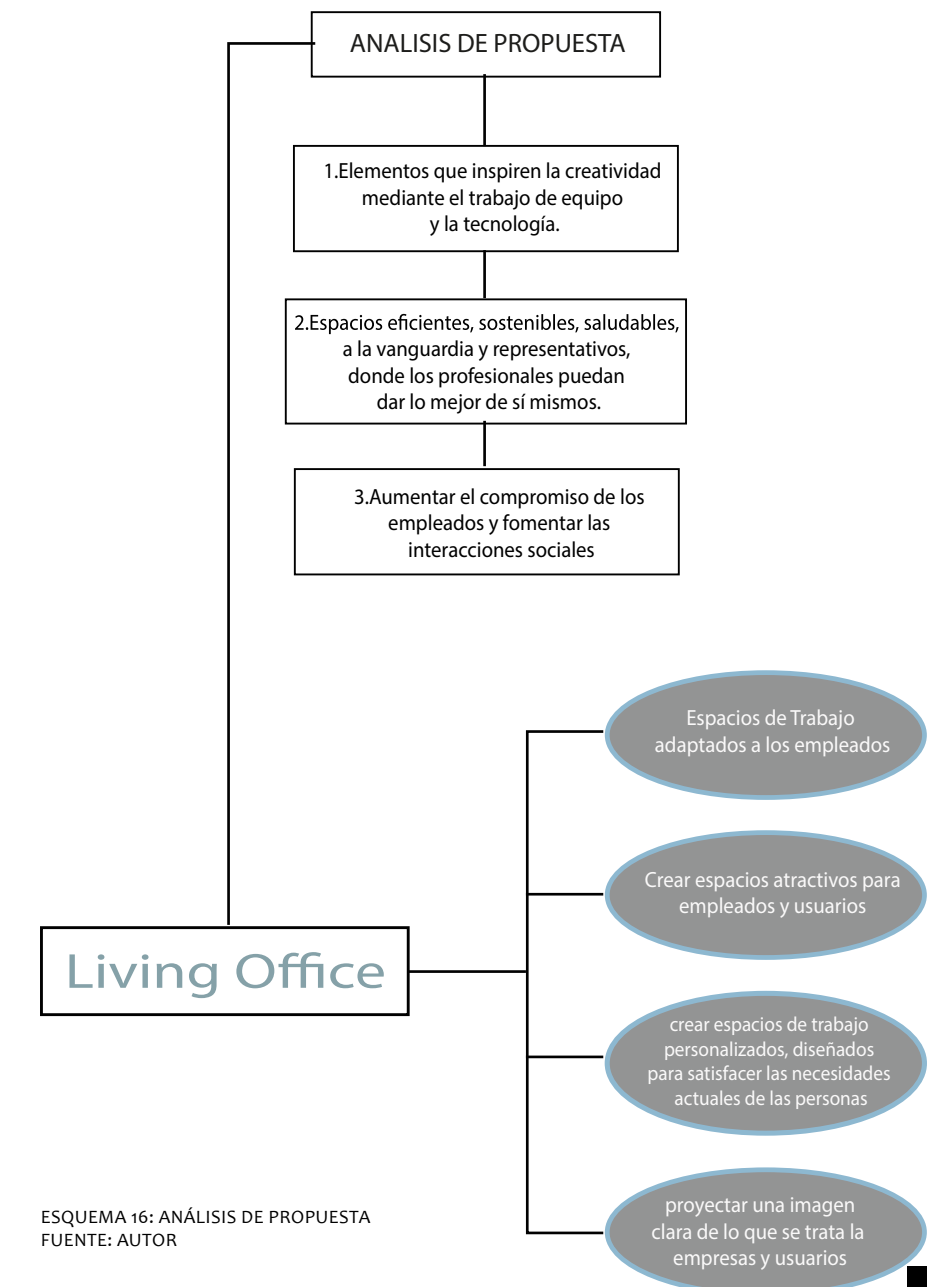 ANALISIS DE PROPUESTA
1.Elementos que inspiren la creatividad
mediante el trabajo de equipo
y la tecnología.
2.Espacios eficientes, sostenibles, saludables,
a la vanguardia y representativos,
donde los profesionales puedan
dar lo mejor de sí mismos.
3.Aumentar el compromiso de los
empleados y fomentar las
interacciones sociales
Living Office
Espacios de Trabajo
adaptados a los empleados
Crear espacios atractivos para
empleados y usuarios
crear espacios de trabajo
personalizados, diseñados
para satisfacer las necesidades
actuales de las personas
proyectar una imagen
clara de lo que se trata la
empresas y usuarios
ESQUEMA 16: ANÁLISIS DE PROPUESTA
FUENTE: AUTOR